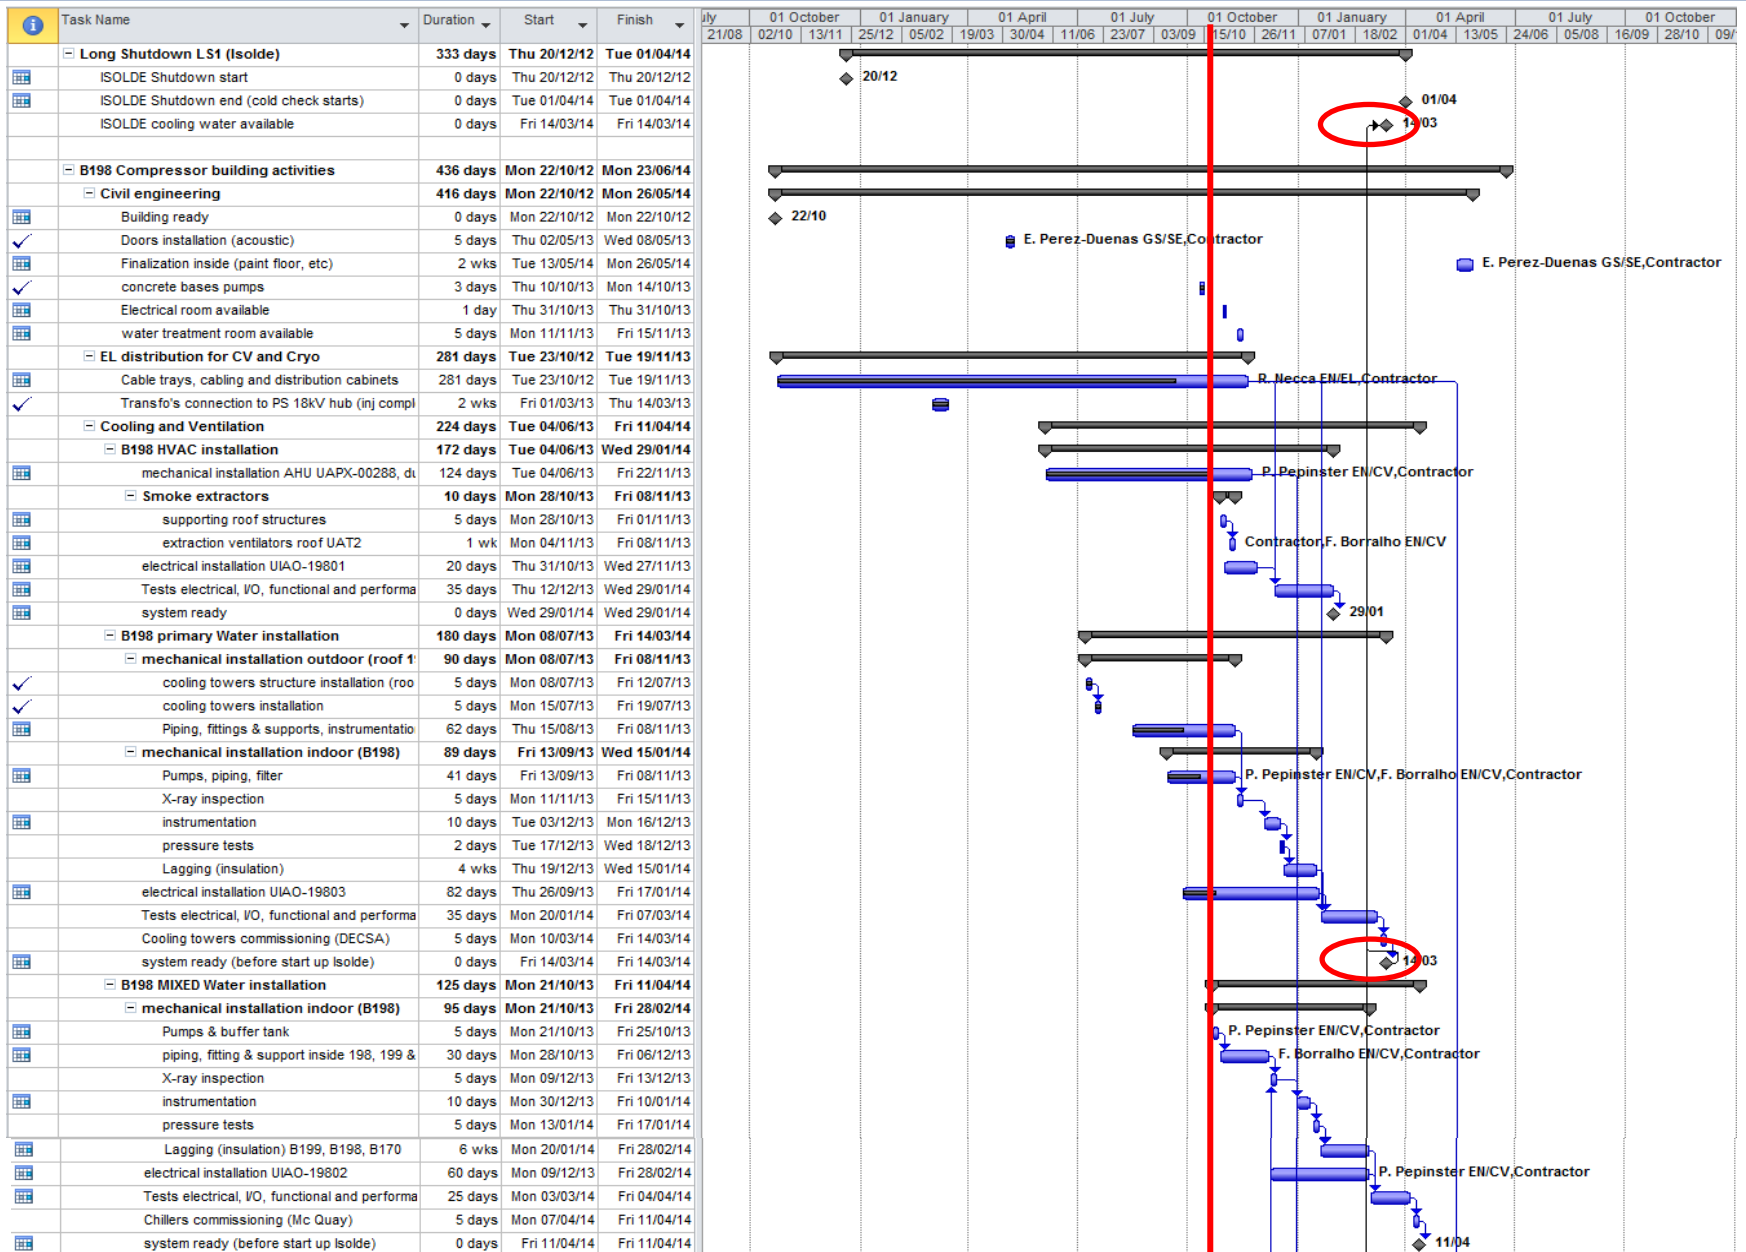 Task Name Duration Start Finish uly 01 October 01 January 01 April 01 July 01 October 01 January 01 April 01 July 01 October
21/08 02/10 13/11 25/12 05/02 19/03 30/04 11/06 23/07 03/09 15/10 26/11 07/01 18/02 01/04 13/05 24/06 05/08 16/09 28/10 09/
Long Shutdown LS1 (Isolde) 333 days Thu 20/12/12 Tue 01/04/14
ISOLDE Shutdown start 0 days Thu 20/12/12 Thu 20/12/12 20/12
ISOLDE Shutdown end (cold check starts) 0 days Tue 01/04/14 Tue 01/04/14 01/04
ISOLDE cooling water available 0 days Fri 14/03/14 Fri 14/03/14 14/03
B198 Compressor building activities 436 days Mon 22/10/12 Mon 23/06/14
Civil engineering 416 days Mon 22/10/12 Mon 26/05/14
Building ready 0 days Mon 22/10/12 Mon 22/10/12 22/10
Doors installation (acoustic) 5 days Thu 02/05/13 Wed 08/05/13 E. Perez-Duenas GS/SE,Contractor
Finalization inside (paint floor, etc) 2 wks Tue 13/05/14 Mon 26/05/14 E. Perez-Duenas GS/SE,Contractor
concrete bases pumps 3 days Thu 10/10/13 Mon 14/10/13
Electrical room available 1 day Thu 31/10/13 Thu 31/10/13
water treatment room available 5 days Mon 11/11/13 Fri 15/11/13
EL distribution for CV and Cryo 281 days Tue 23/10/12 Tue 19/11/13
Cable trays, cabling and distribution cabinets 281 days Tue 23/10/12 Tue 19/11/13 R. Necca EN/EL,Contractor
Transfo's connection to PS 18kV hub (inj compl 2 wks Fri 01/03/13 Thu 14/03/13
Cooling and Ventilation 224 days Tue 04/06/13 Fri 11/04/14
B198 HVAC installation 172 days Tue 04/06/13 Wed 29/01/14
mechanical installation AHU UAPX-00288, du 124 days Tue 04/06/13 Fri 22/11/13 P. Pepinster EN/CV,Contractor
Smoke extractors 10 days Mon 28/10/13 Fri 08/11/13
supporting roof structures 5 days Mon 28/10/13 Fri 01/11/13
extraction ventilators roof UAT2 1 wk Mon 04/11/13 Fri 08/11/13 Contractor,F. Borralho EN/CV
electrical installation UIAO-19801 20 days Thu 31/10/13 Wed 27/11/13
Tests electrical, I/O, functional and performa 35 days Thu 12/12/13 Wed 29/01/14
system ready 0 days Wed 29/01/14 Wed 29/01/14 29/01
B198 primary Water installation 180 days Mon 08/07/13 Fri 14/03/14
mechanical installation outdoor (roof 1 90 days Mon 08/07/13 Fri 08/11/13
cooling towers structure installation (roo 5 days Mon 08/07/13 Fri 12/07/13
cooling towers installation 5 days Mon 15/07/13 Fri 19/07/13
Piping, fittings & supports, instrumentatio 62 days Thu 15/08/13 Fri 08/11/13
mechanical installation indoor (B198) 89 days Fri 13/09/13 Wed 15/01/14
Pumps, piping, filter 41 days Fri 13/09/13 Fri 08/11/13 P. Pepinster EN/CV,F. Borralho EN/CV,Contractor
X-ray inspection 5 days Mon 11/11/13 Fri 15/11/13
instrumentation 10 days Tue 03/12/13 Mon 16/12/13
pressure tests 2 days Tue 17/12/13 Wed 18/12/13
Lagging (insulation) 4 wks Thu 19/12/13 Wed 15/01/14
electrical installation UIAO-19803 82 days Thu 26/09/13 Fri 17/01/14
Tests electrical, I/O, functional and performa 35 days Mon 20/01/14 Fri 07/03/14
Cooling towers commissioning (DECSA) 5 days Mon 10/03/14 Fri 14/03/14
system ready (before start up Isolde) 0 days Fri 14/03/14 Fri 14/03/14 14/03
B198 MIXED Water installation 125 days Mon 21/10/13 Fri 11/04/14
mechanical installation indoor (B198) 95 days Mon 21/10/13 Fri 28/02/14
Pumps & buffer tank 5 days Mon 21/10/13 Fri 25/10/13 P. Pepinster EN/CV,Contractor
piping, fitting & support inside 198, 199 & 30 days Mon 28/10/13 Fri 06/12/13 F. Borralho EN/CV,Contractor
X-ray inspection 5 days Mon 09/12/13 Fri 13/12/13
instrumentation 10 days Mon 30/12/13 Fri 10/01/14
pressure tests 5 days Mon 13/01/14 Fri 17/01/14
Lagging (insulation) B199, B198, B170 6 wks Mon 20/01/14 Fri 28/02/14
electrical installation UIAO-19802 60 days Mon 09/12/13 Fri 28/02/14 P. Pepinster EN/CV,Contractor
Tests electrical, I/O, functional and performa 25 days Mon 03/03/14 Fri 04/04/14
Chillers commissioning (Mc Quay) 5 days Mon 07/04/14 Fri 11/04/14
system ready (before start up Isolde) 0 days Fri 11/04/14 Fri 11/04/14 11/04